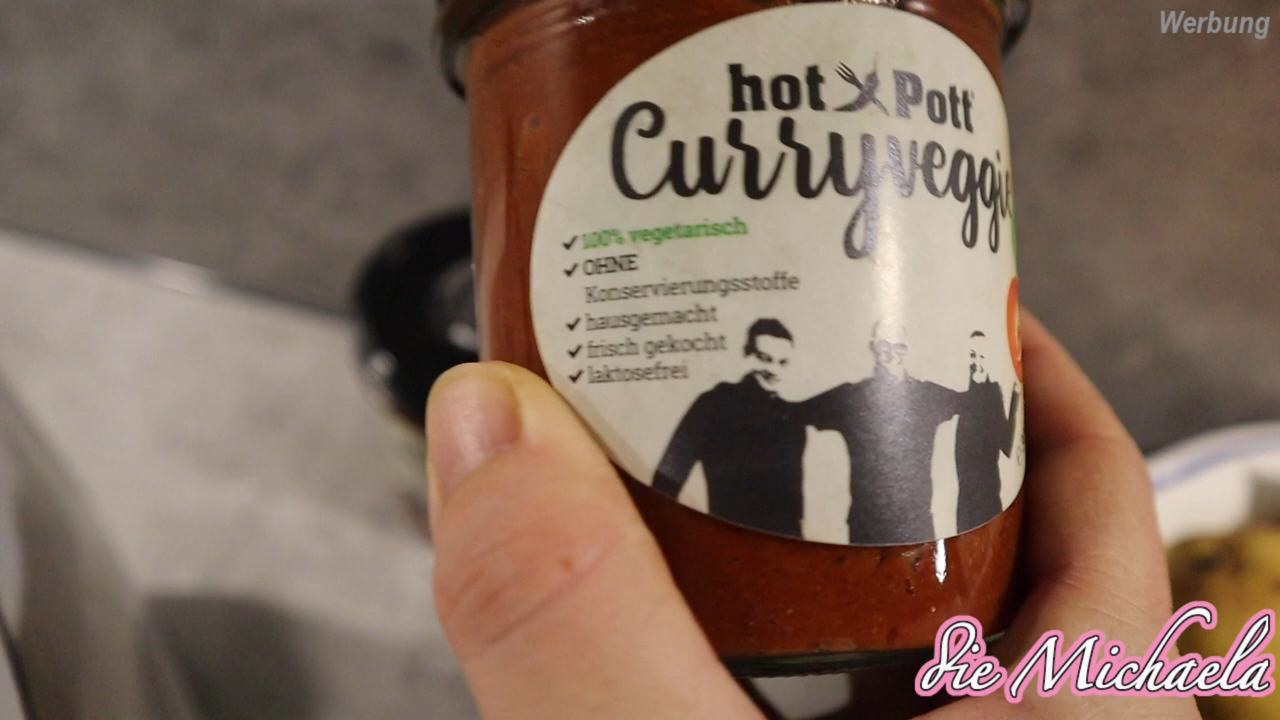 Werbung
hot Pott
Curryveggie
100% vegetarisch
OHNE
Konservierungsstoffe
hausgemacht
frisch gekocht
laktosefrei
die Michaela